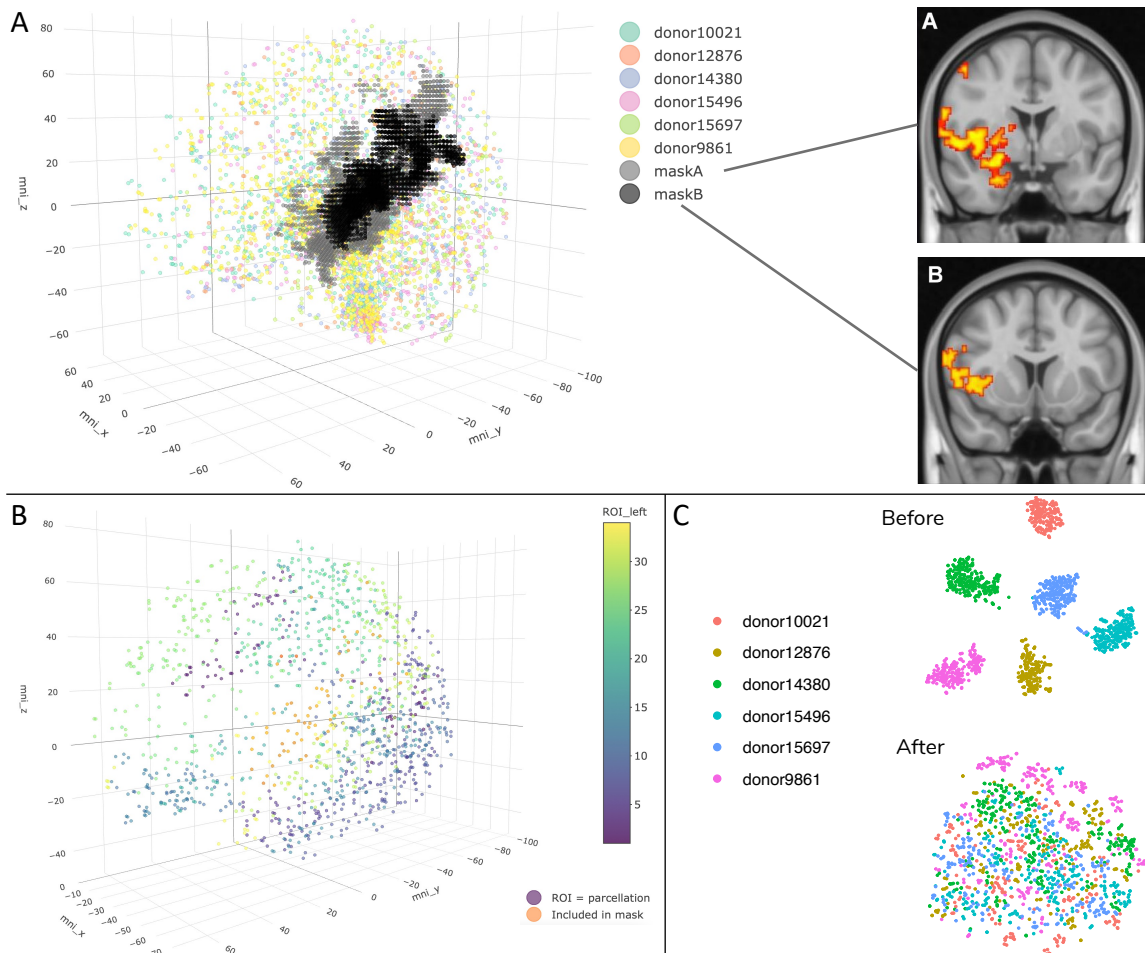 A
80
60
40
20
0
−20
−40
−60
mni_z
60
40
20
0
−20
−40
−60
mni_x
−100
−80
−60
−40
−20
0
20
40
60
mni_y
donor10021
donor12876
donor14380
donor15496
donor15697
donor9861
maskA
maskB
A
B
B
80
60
40
20
0
−20
−40
mni_z
0
−10
−20
−30
−40
−50
−60
mni_x
−100
−80
−60
−40
−20
0
20
40
60
mni_y
ROI_left
30
25
20
15
10
5
ROI = parcellation
Included in mask
C
Before
donor10021
donor12876
donor14380
donor15496
donor15697
donor9861
After